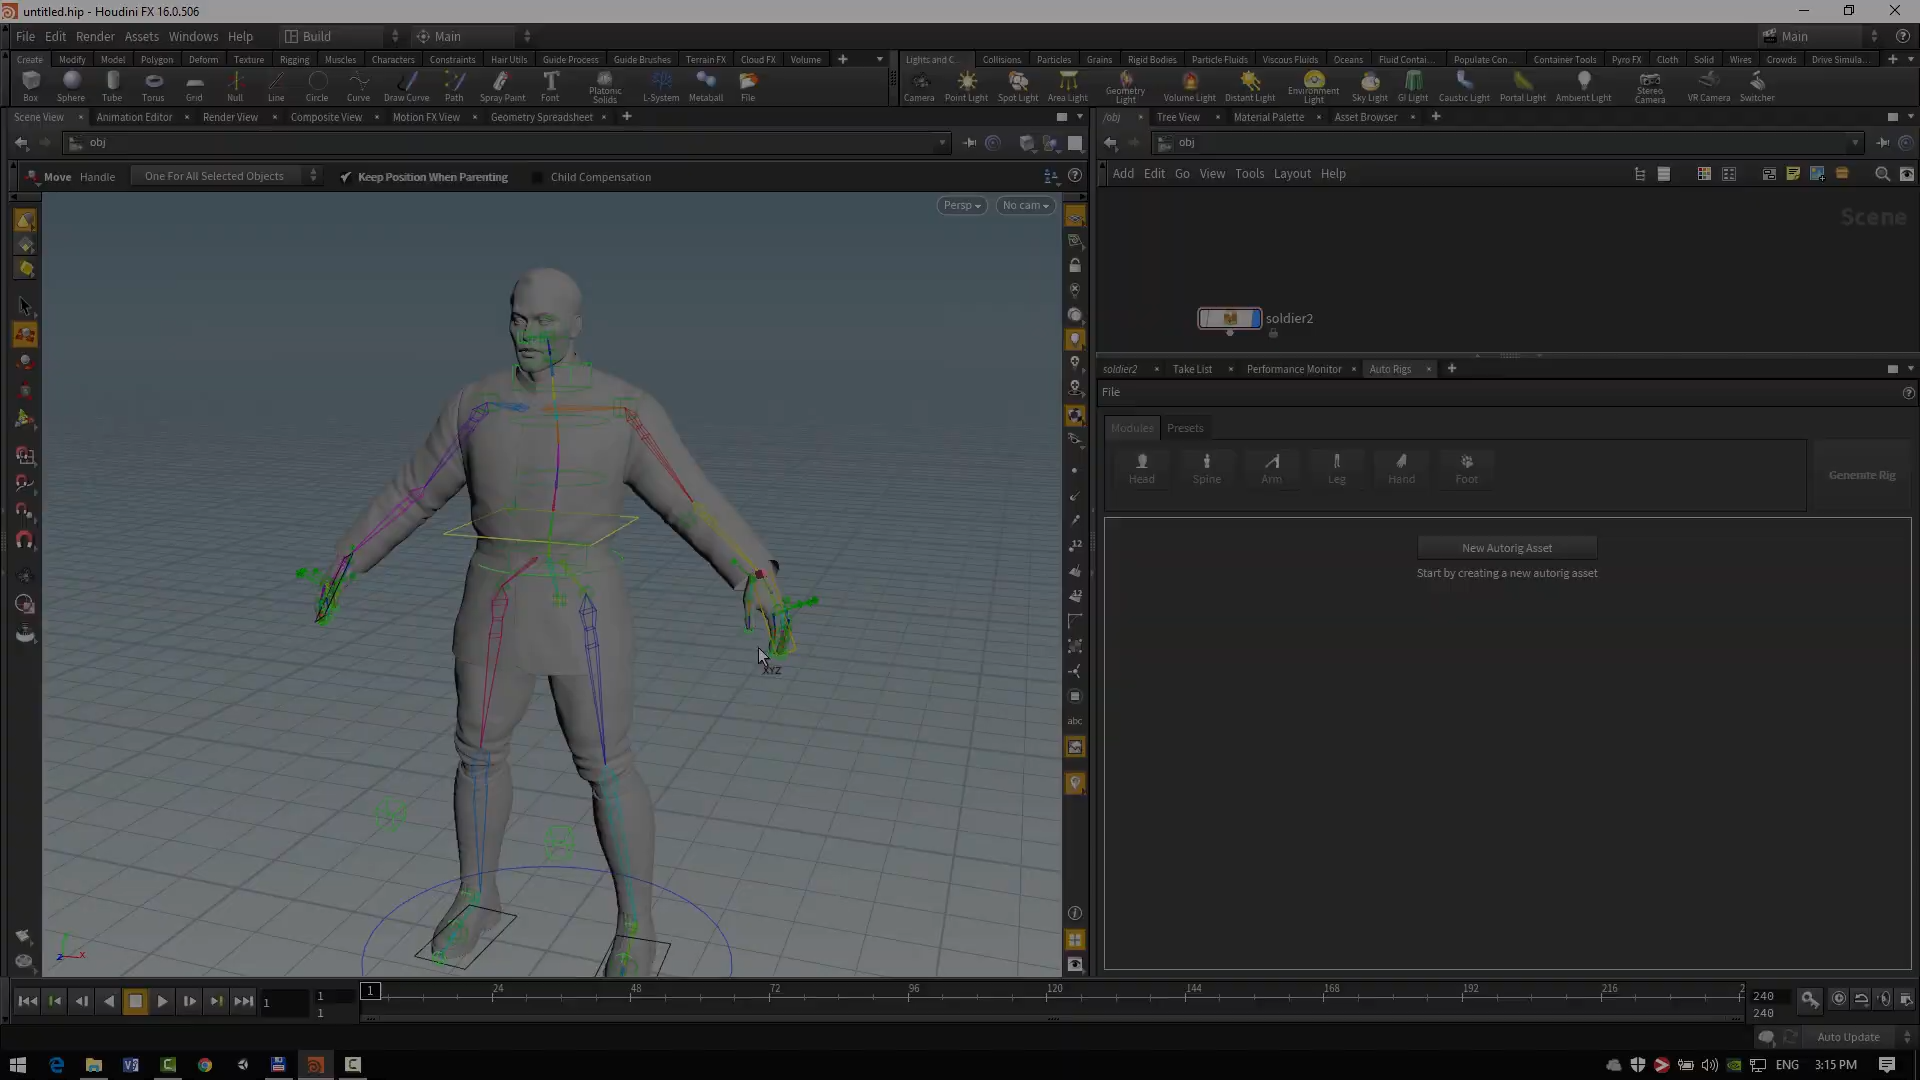 untitled.hip - Houdini FX 16.0.506
File Edit Render Assets Windows Help Build Main Main
Create Modify Model Polygon Deform Texture Rigging Muscles Characters Constraints Hair Utils Guide Process Guide Brushes Terrain FX Cloud FX Volume
Lights and C... Collisions Particles Grains Rigid Bodies Particle Fluids Viscous Fluids Oceans Fluid Contai... Populate Con... Container Tools Pyro FX Cloth Solid Wires Crowds Drive Simula...
Box Sphere Tube Torus Grid Null Line Circle Curve Draw Curve Path Spray Paint Font Platonic Solids L-System Metaball File
Camera Point Light Spot Light Area Light Geometry Light Volume Light Distant Light Environment Light Sky Light GI Light Caustic Light Portal Light Ambient Light Stereo Camera VR Camera Switcher
Scene View Animation Editor Render View Composite View Motion FX View Geometry Spreadsheet
/obj Tree View Material Palette Asset Browser
obj
obj
Move Handle One For All Selected Objects Keep Position When Parenting Child Compensation
Add Edit Go View Tools Layout Help
Persp No cam
Scene
soldier2
soldier2 Take List Performance Monitor Auto Rigs
File
Modules Presets
Head Spine Arm Leg Hand Foot
Generate Rig
New Autorig Asset
Start by creating a new autorig asset
12
12
abc
XYZ
z x
1 1 1 24 48 72 96 120 144 168 192 216 2 240
1 240
Auto Update
ENG 3:15 PM